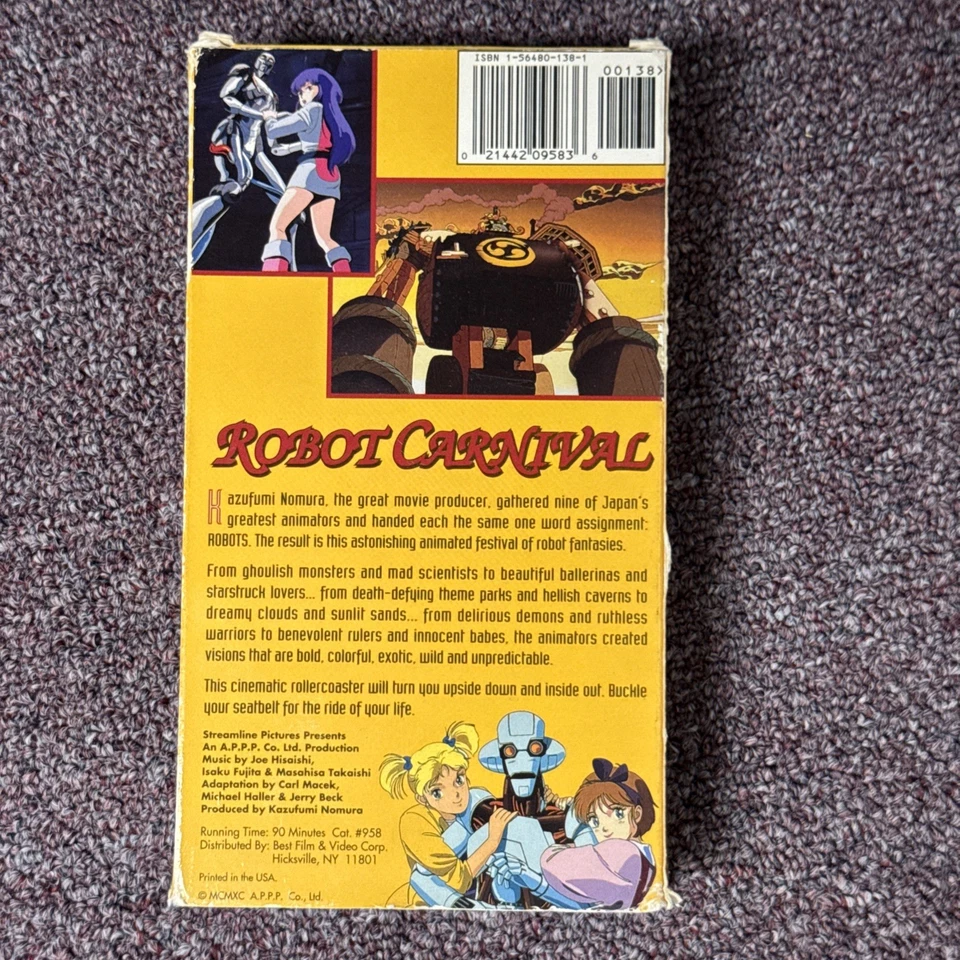 ISBN 1-56480-138-1
00138>
0 21442 09583 6
ROBOT CARNIVAL
Kazufumi Nomura, the great movie producer, gathered nine of Japan's
greatest animators and handed each the same one word assignment:
ROBOTS. The result is this astonishing animated festival of robot fantasies.
From ghoulish monsters and mad scientists to beautiful ballerinas and
starstruck lovers... from death-defying theme parks and hellish caverns to
dreamy clouds and sunlit sands... from delirious demons and ruthless
warriors to benevolent rulers and innocent babes, the animators created
visions that are bold, colorful, exotic, wild and unpredictable.
This cinematic rollercoaster will turn you upside down and inside out. Buckle
your seatbelt for the ride of your life.
Streamline Pictures Presents
An A.P.P.P. Co. Ltd. Production
Music by Joe Hisaishi,
Isaku Fujita & Masahisa Takaishi
Adaptation by Carl Macek,
Michael Haller & Jerry Beck
Produced by Kazufumi Nomura
Running Time: 90 Minutes Cat. #958
Distributed By: Best Film & Video Corp.
Hicksville, NY 11801
Printed in the USA.
© MCMXC A.P.P.P. Co., Ltd.